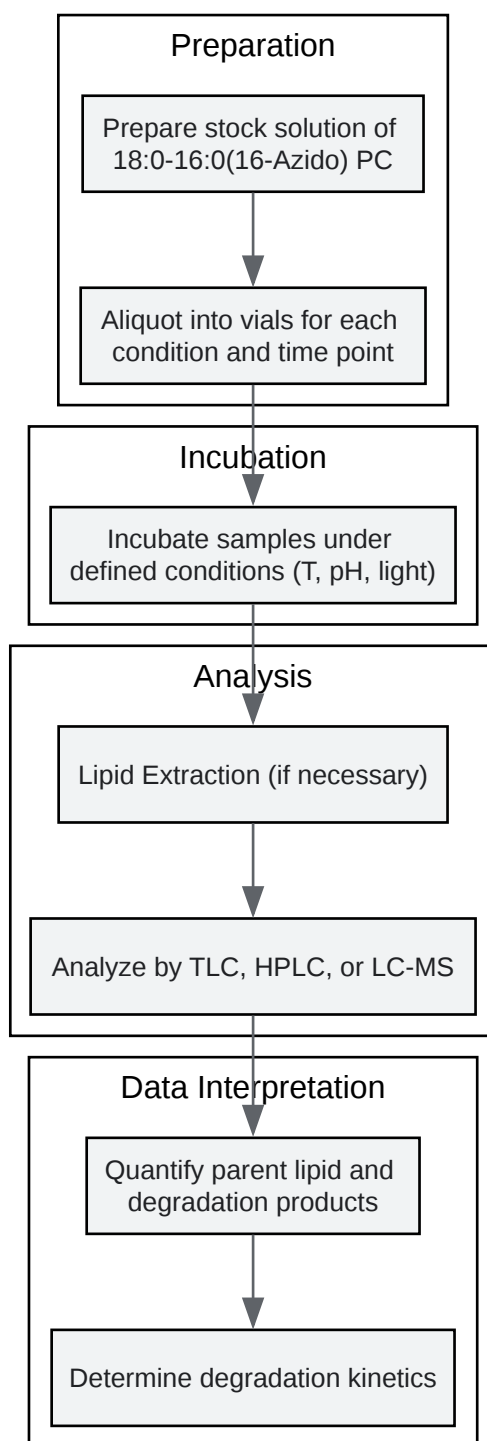 Preparation
Prepare stock solution of
18:0-16:0(16-Azido) PC
Aliquot into vials for each
condition and time point
Incubation
Incubate samples under
defined conditions (T, pH, light)
Analysis
Lipid Extraction (if necessary)
Analyze by TLC, HPLC, or LC-MS
Data Interpretation
Quantify parent lipid and
degradation products
Determine degradation kinetics